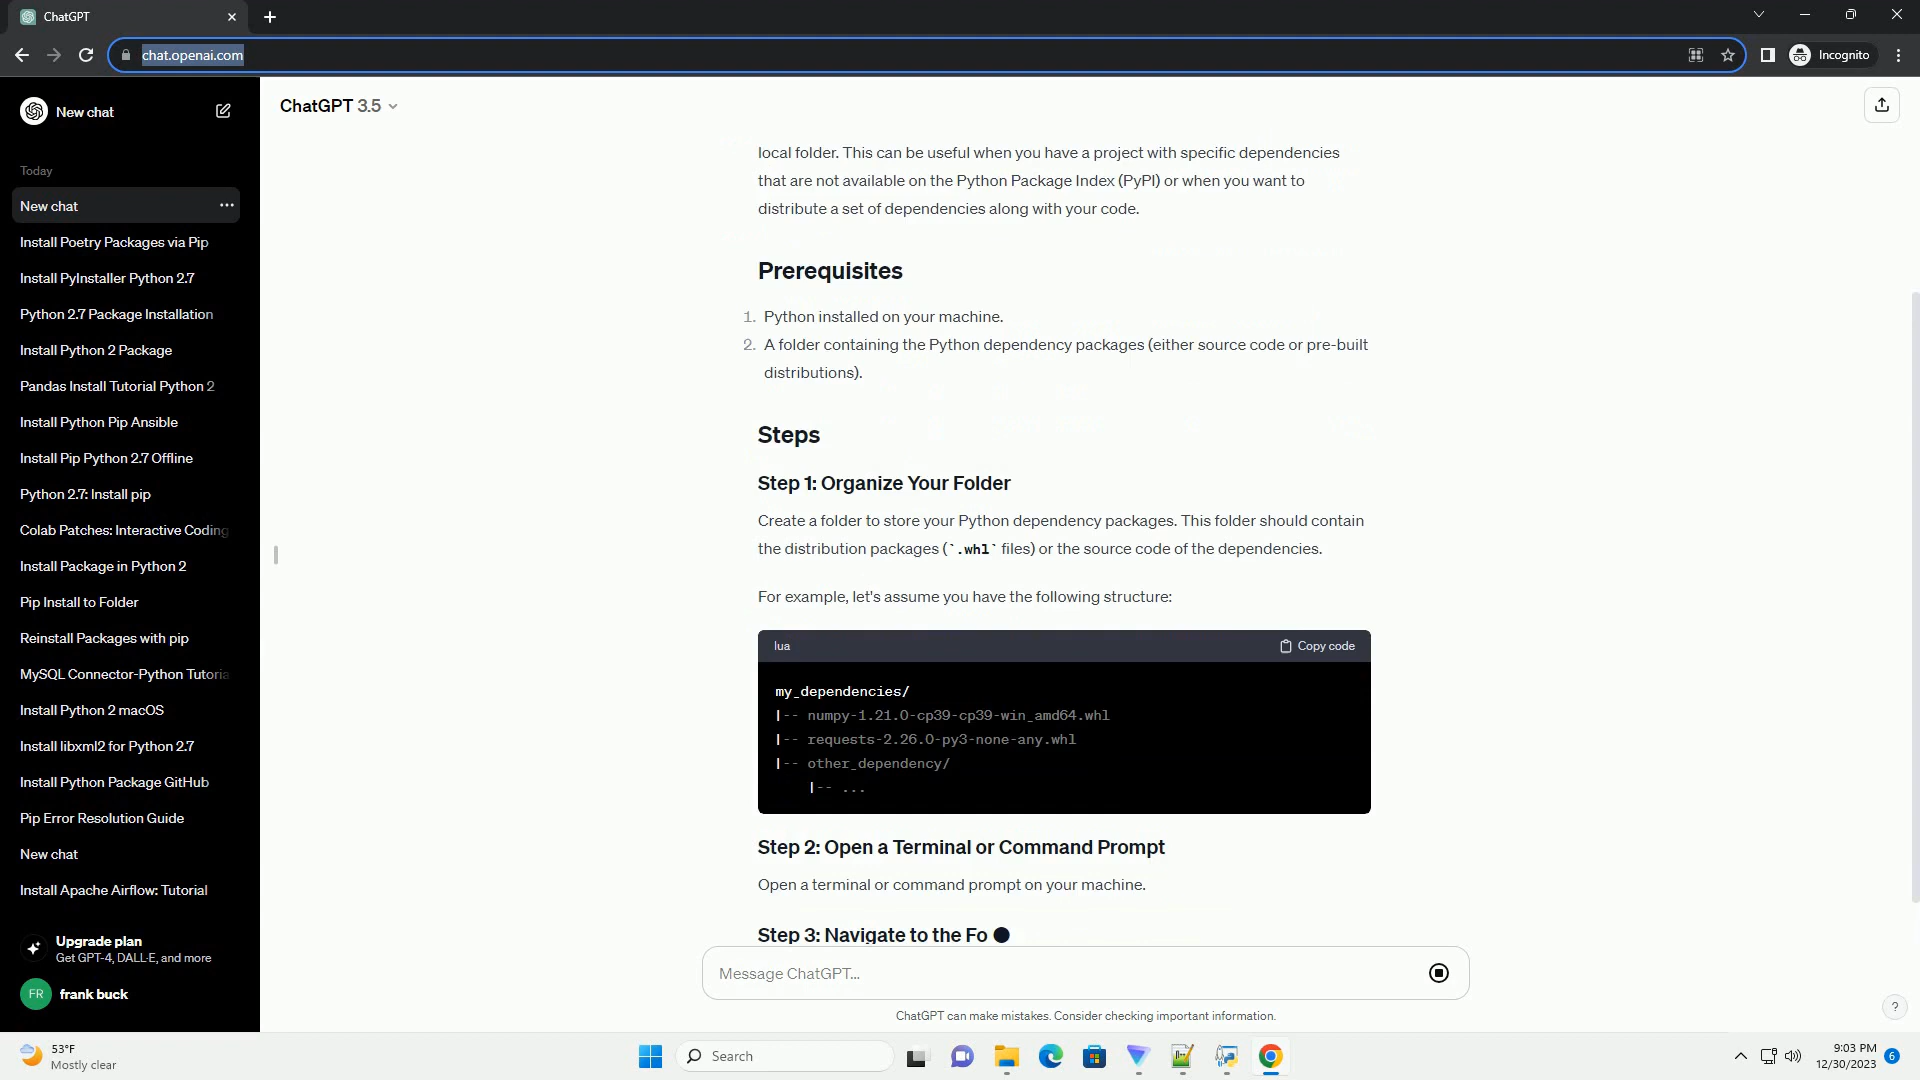 ChatGPT
chat.openai.com
Incognito
New chat
Today
New chat
Install Poetry Packages via Pip
Install PyInstaller Python 2.7
Python 2.7 Package Installation
Install Python 2 Package
Pandas Install Tutorial Python 2
Install Python Pip Ansible
Install Pip Python 2.7 Offline
Python 2.7: Install pip
Colab Patches: Interactive Coding
Install Package in Python 2
Pip Install to Folder
Reinstall Packages with pip
MySQL Connector-Python Tutoria
Install Python 2 macOS
Install libxml2 for Python 2.7
Install Python Package GitHub
Pip Error Resolution Guide
New chat
Install Apache Airflow: Tutorial
Upgrade plan
Get GPT-4, DALL·E, and more
FR frank buck
ChatGPT 3.5
local folder. This can be useful when you have a project with specific dependencies
that are not available on the Python Package Index (PyPI) or when you want to
distribute a set of dependencies along with your code.
Prerequisites
1. Python installed on your machine.
2. A folder containing the Python dependency packages (either source code or pre-built
distributions).
Steps
Step 1: Organize Your Folder
Create a folder to store your Python dependency packages. This folder should contain
the distribution packages (`.whl` files) or the source code of the dependencies.
For example, let's assume you have the following structure:
lua Copy code
my_dependencies/
|-- numpy-1.21.0-cp39-cp39-win_amd64.whl
|-- requests-2.26.0-py3-none-any.whl
|-- other_dependency/
|-- ...
Step 2: Open a Terminal or Command Prompt
Open a terminal or command prompt on your machine.
Step 3: Navigate to the Fo
Message ChatGPT...
ChatGPT can make mistakes. Consider checking important information.
?
53°F
Mostly clear
Search
9:03 PM
12/30/2023
6